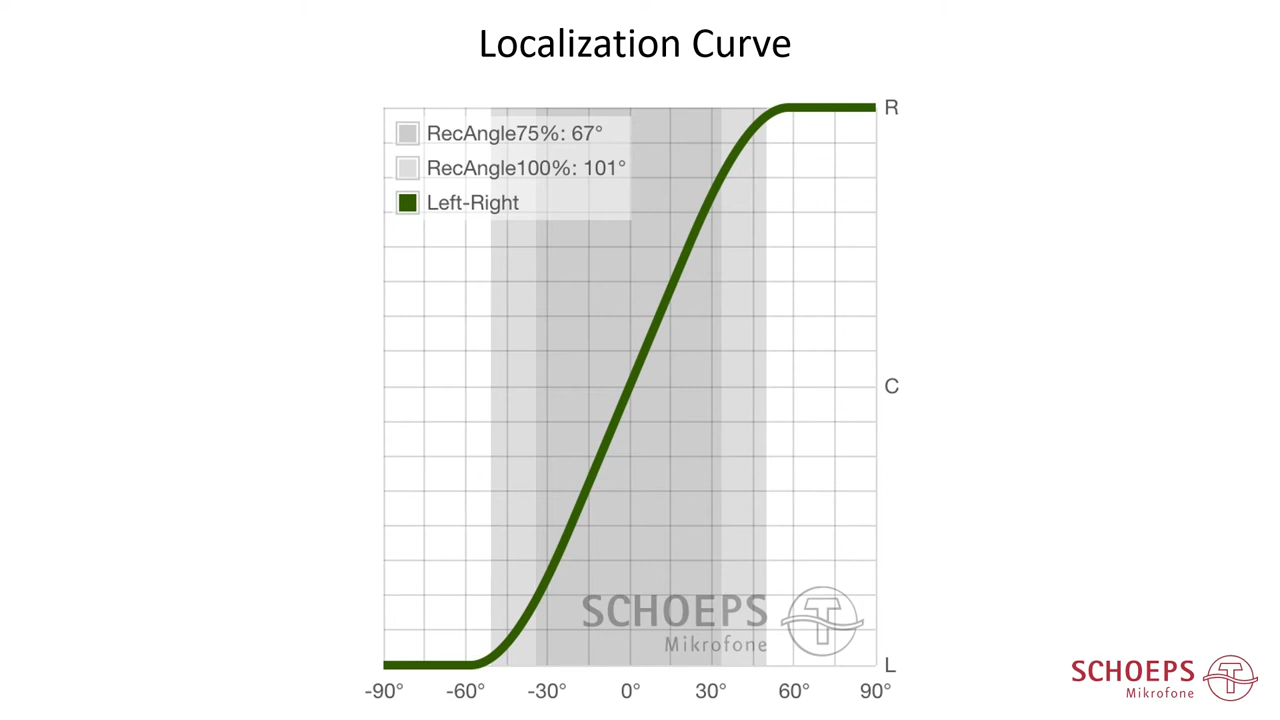 Localization Curve
RecAngle75%: 67°
RecAngle100%: 101°
Left-Right
R
C
L
SCHOEPS
Mikrofone
-90° -60° -30° 0° 30° 60° 90°
SCHOEPS
Mikrofone